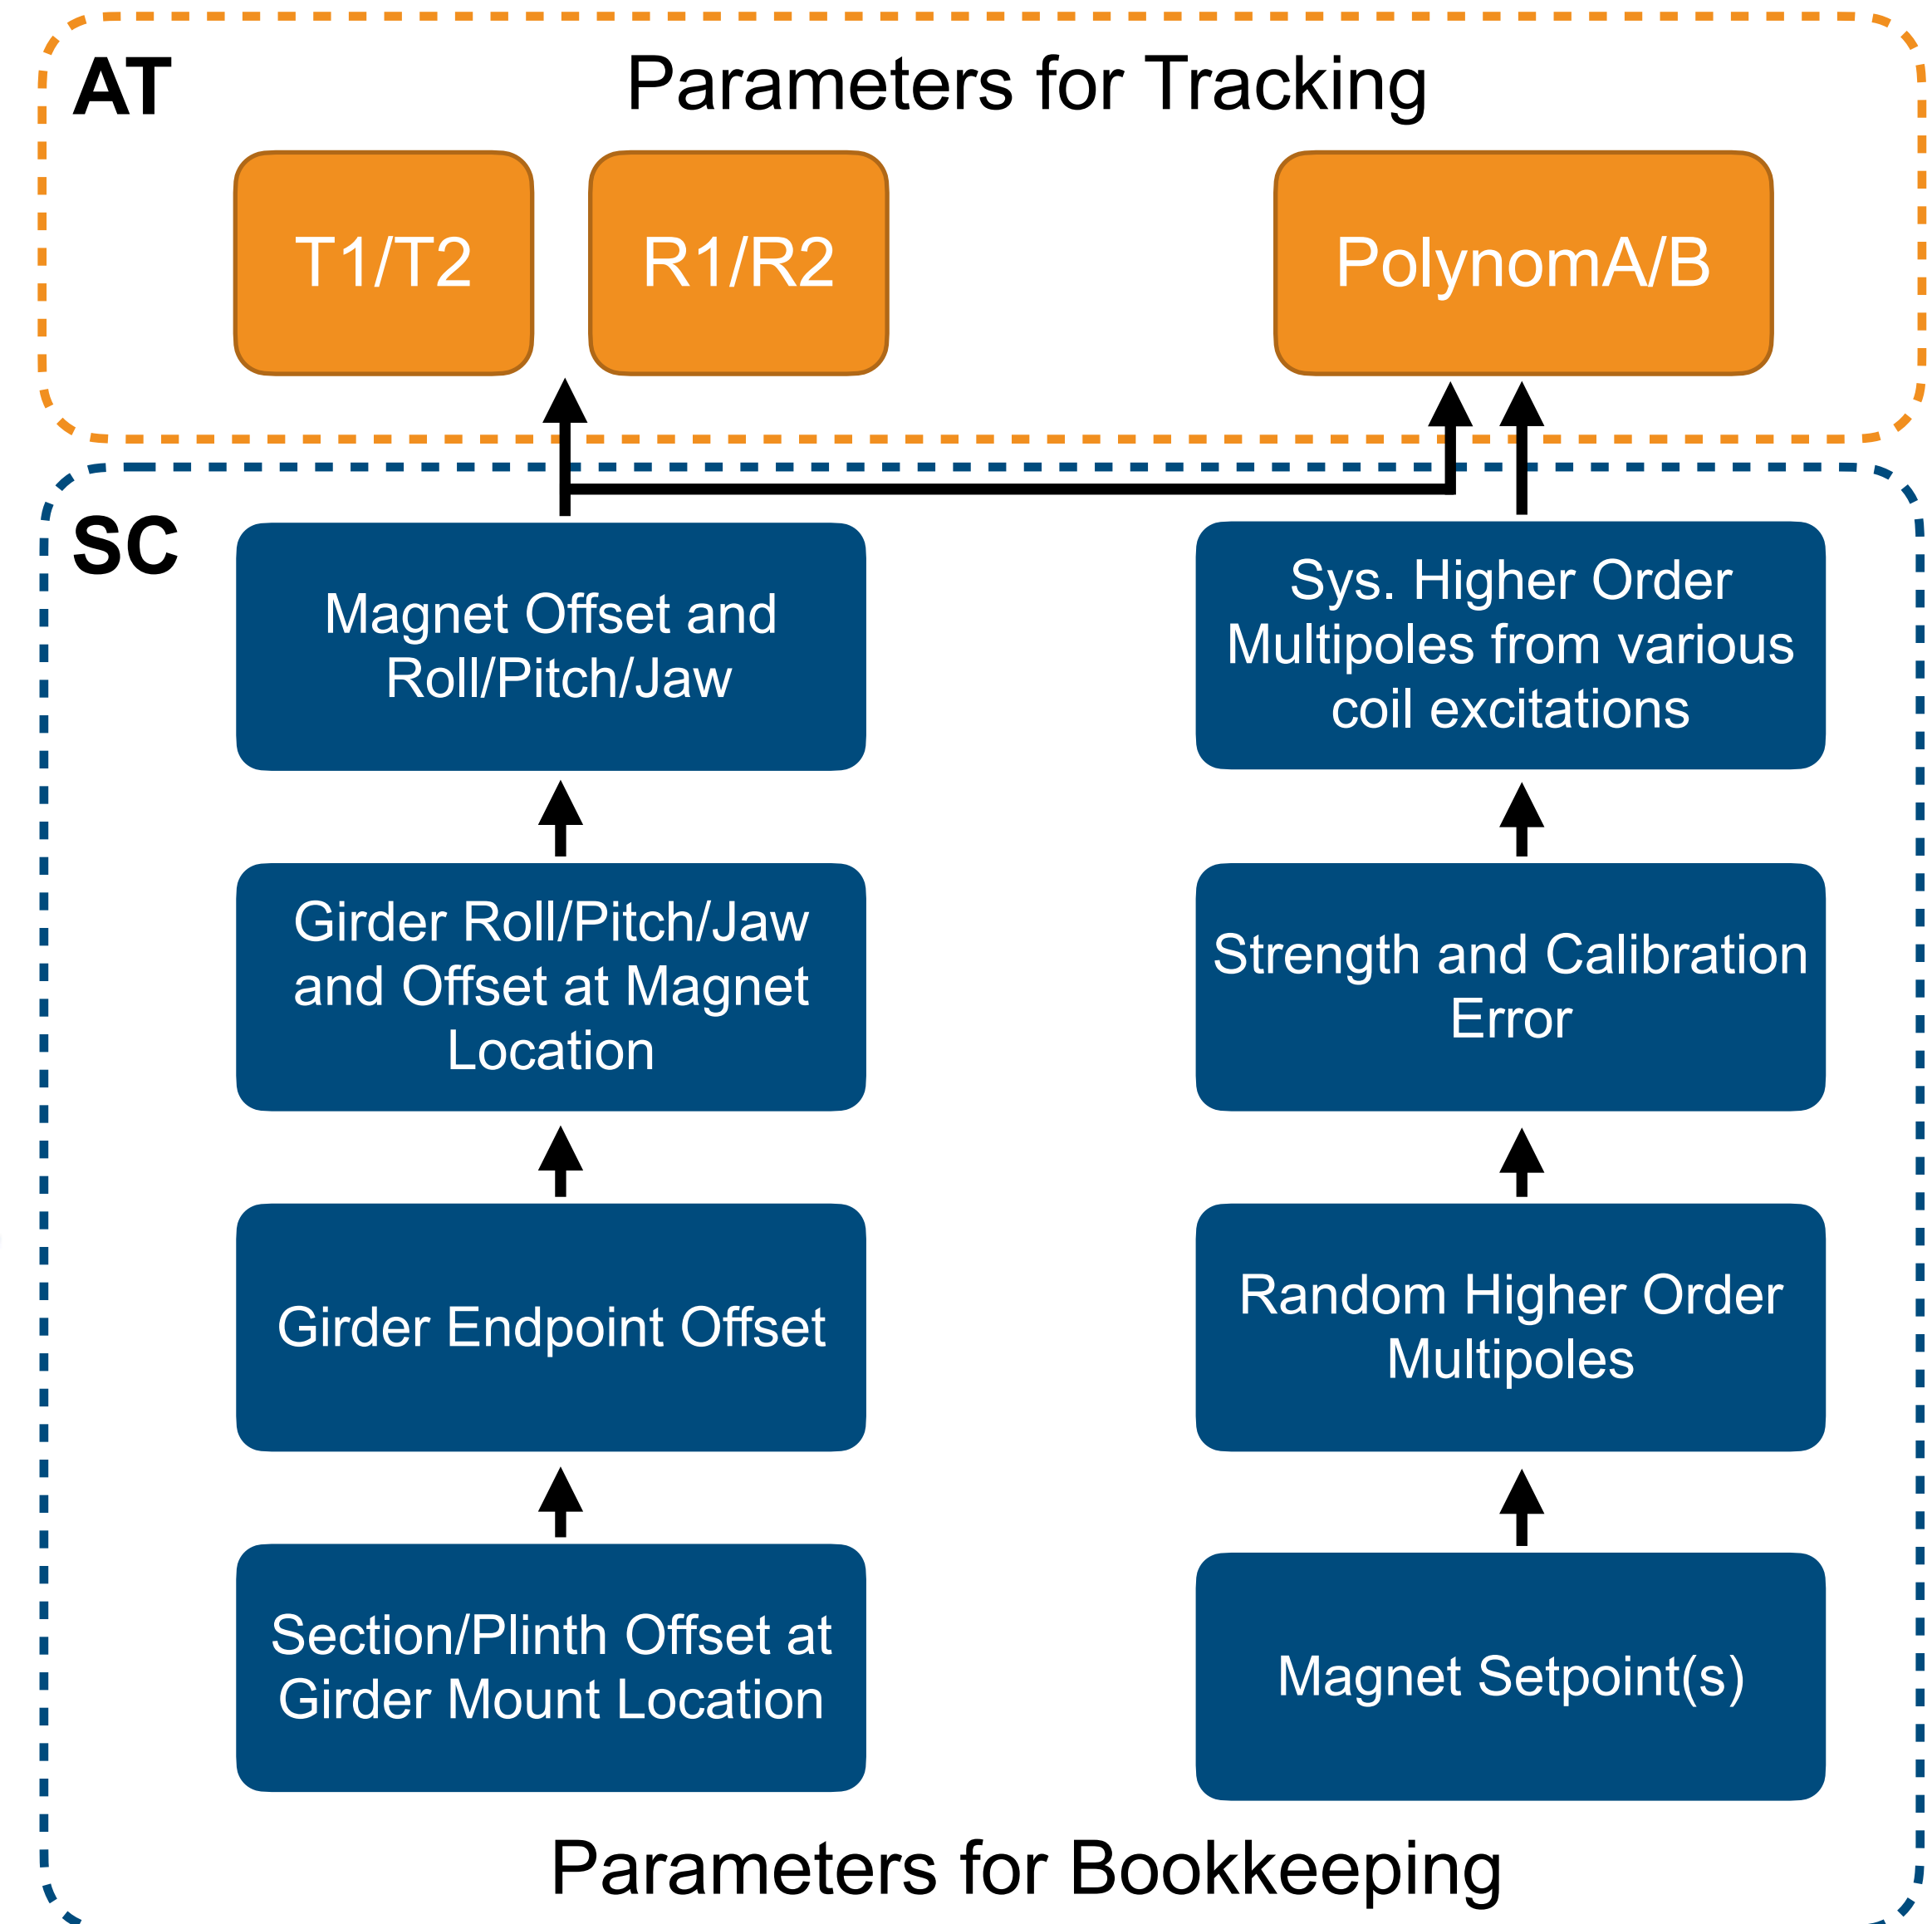 AT
Parameters for Tracking
T1/T2
R1/R2
PolynomA/B
SC
Magnet Offset and
Roll/Pitch/Jaw
Sys. Higher Order
Multipoles from various
coil excitations
Girder Roll/Pitch/Jaw
and Offset at Magnet
Location
Strength and Calibration
Error
Girder Endpoint Offset
Random Higher Order
Multipoles
Section/Plinth Offset at
Girder Mount Location
Magnet Setpoint(s)
Parameters for Bookkeeping